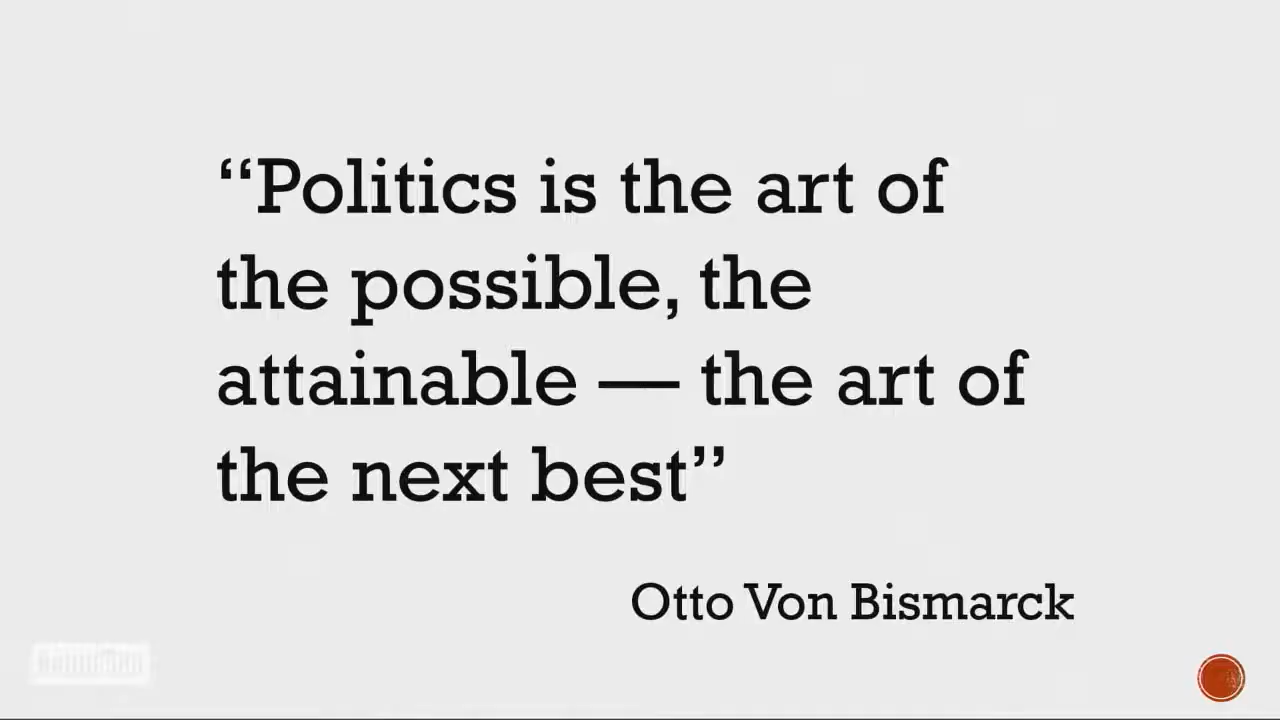 “Politics is the art of
the possible, the
attainable — the art of
the next best”
Otto Von Bismarck